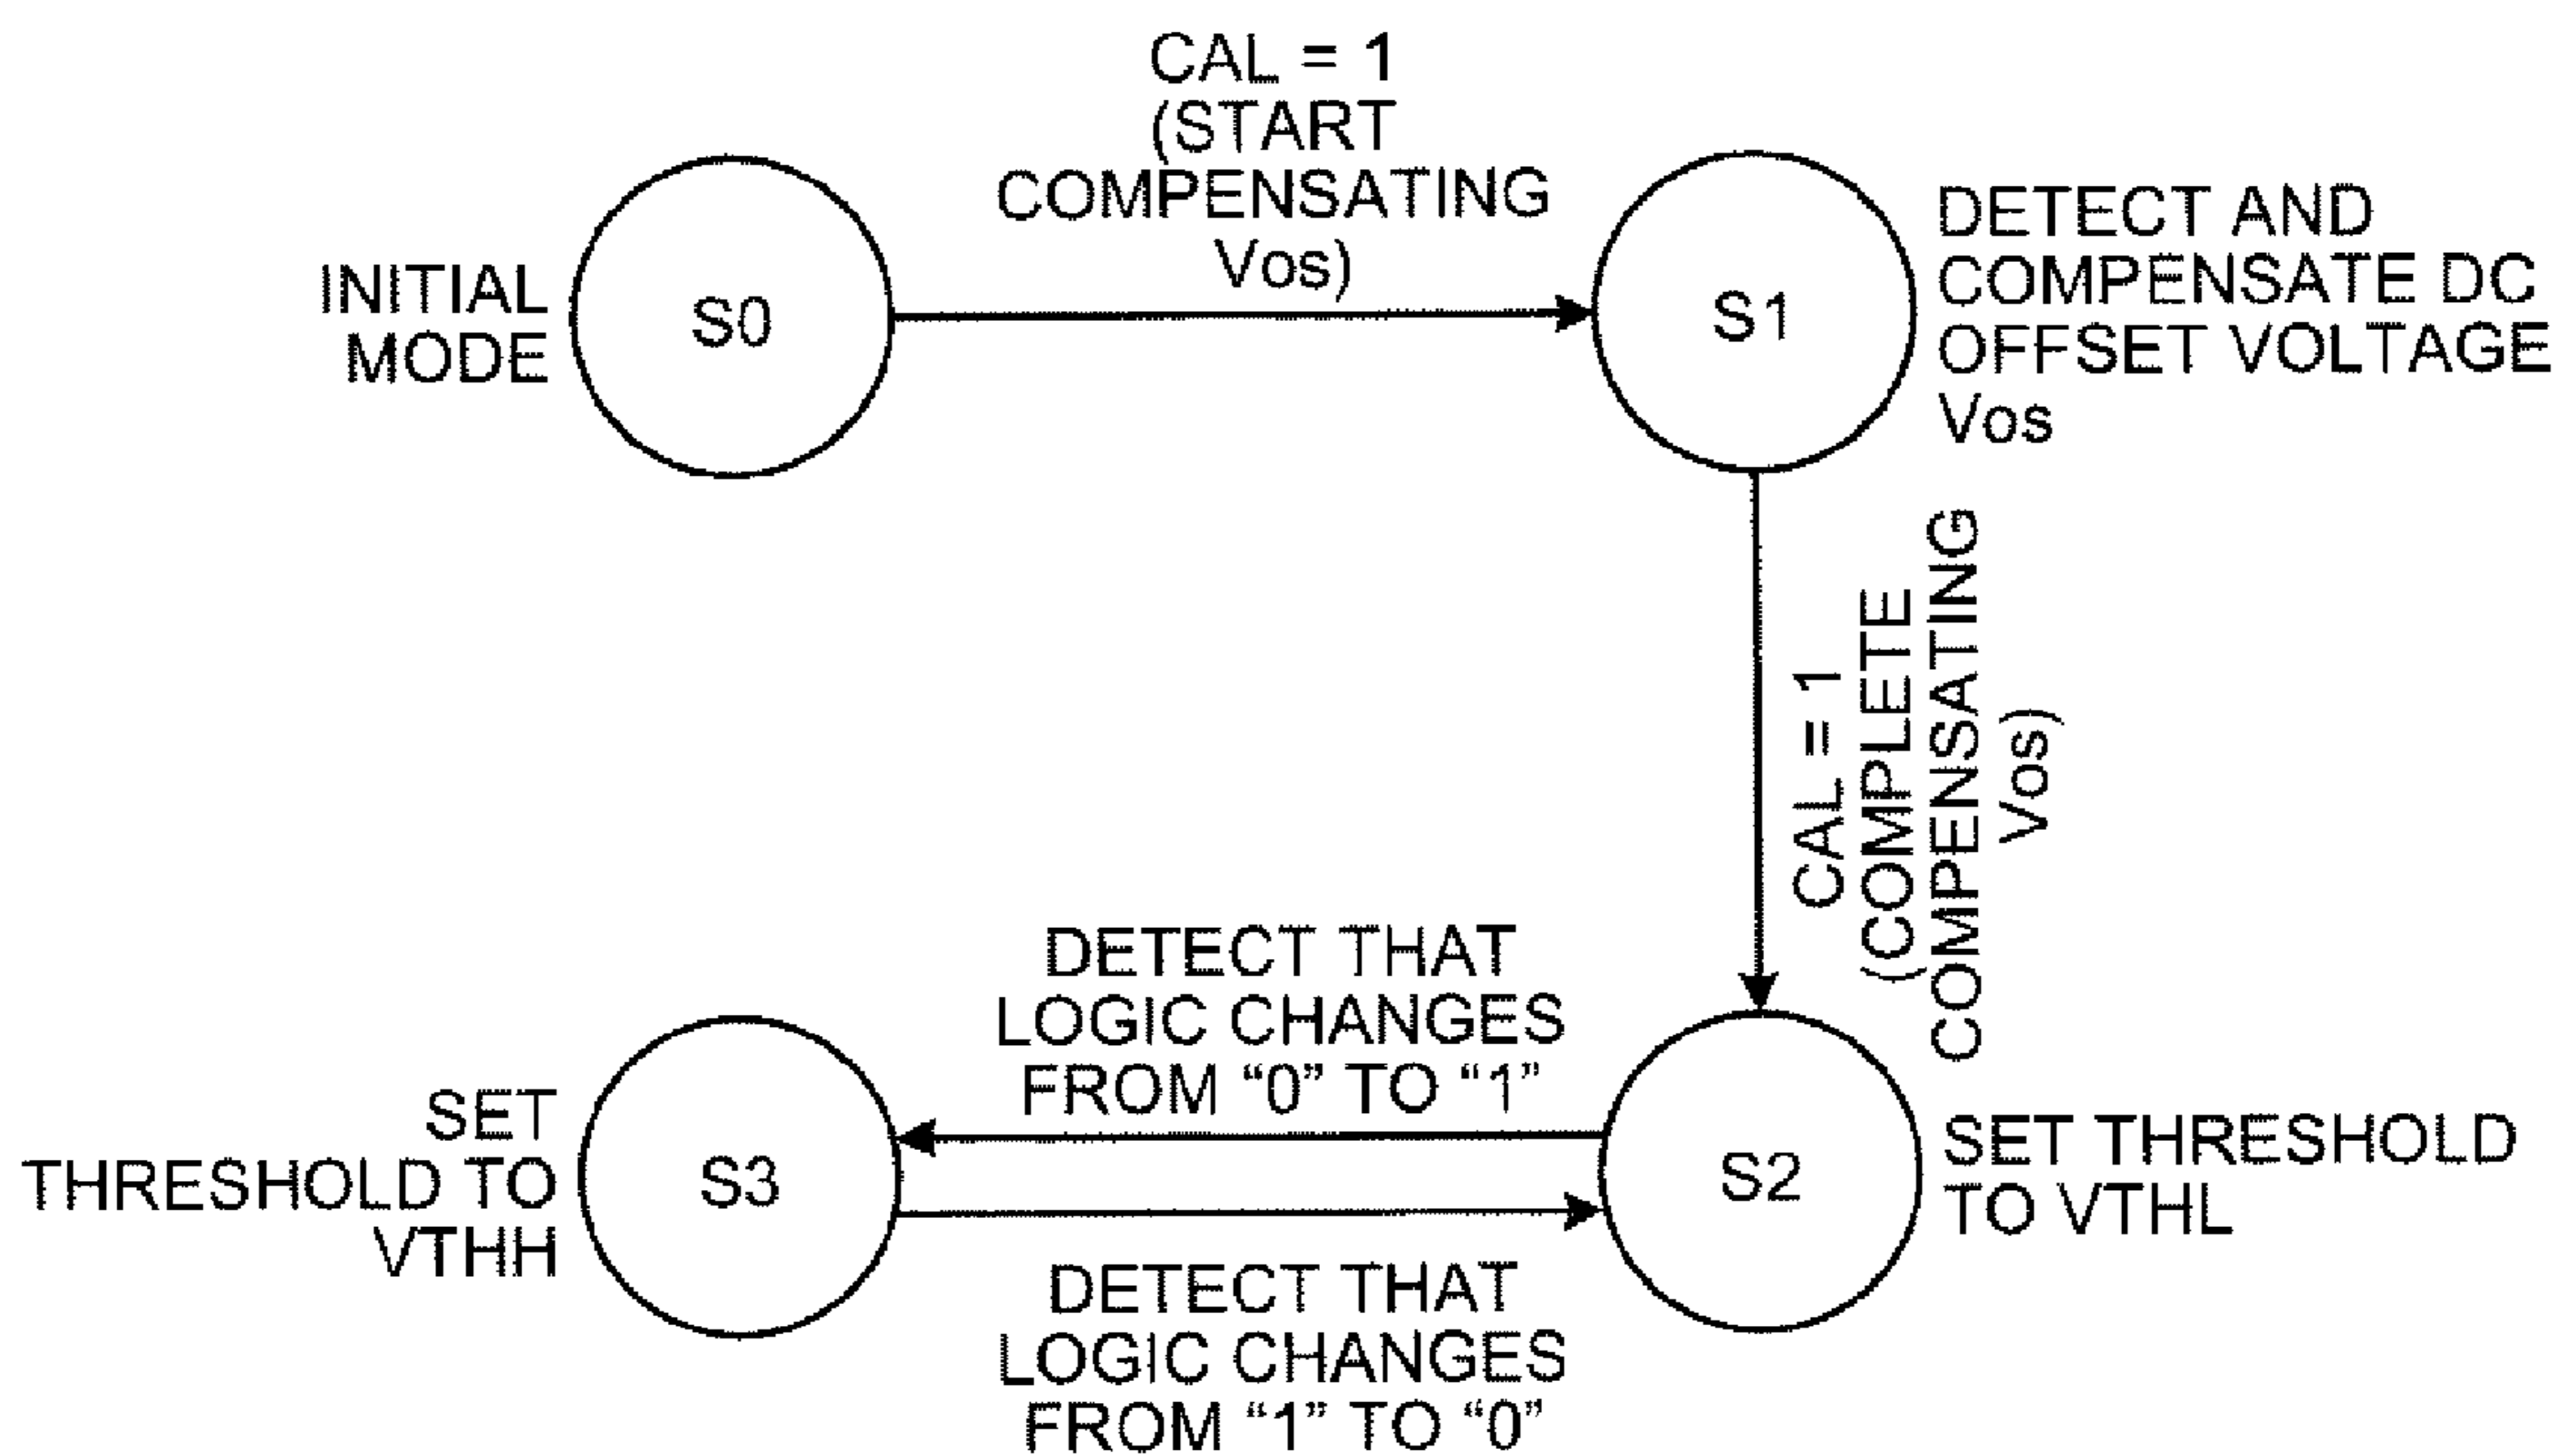 CAL = 1
(START
COMPENSATING
Vos)
INITIAL
MODE
S0
S1
DETECT AND
COMPENSATE DC
OFFSET VOLTAGE
Vos
CAL = 1
(COMPLETE
COMPENSATING
Vos)
DETECT THAT
LOGIC CHANGES
FROM “0” TO “1”
SET
THRESHOLD TO
VTHH
S3
S2
SET THRESHOLD
TO VTHL
DETECT THAT
LOGIC CHANGES
FROM “1” TO “0”